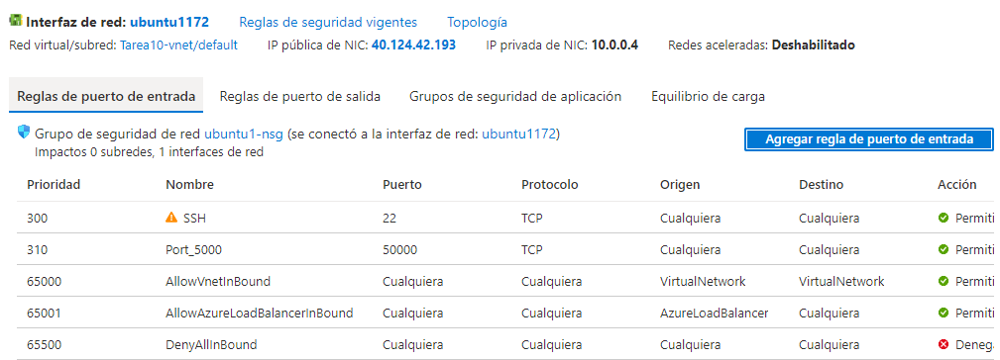 Interfaz de red: ubuntu1172 Reglas de seguridad vigentes Topología
Red virtual/subred: Tarea10-vnet/default IP pública de NIC: 40.124.42.193 IP privada de NIC: 10.0.0.4 Redes aceleradas: Deshabilitado
Reglas de puerto de entrada Reglas de puerto de salida Grupos de seguridad de aplicación Equilibrio de carga
Grupo de seguridad de red ubuntu1-nsg (se conectó a la interfaz de red: ubuntu1172)
Impactos 0 subredes, 1 interfaces de red
Agregar regla de puerto de entrada
Prioridad Nombre Puerto Protocolo Origen Destino Acción
300 SSH 22 TCP Cualquiera Cualquiera Permiti
310 Port_5000 50000 TCP Cualquiera Cualquiera Permiti
65000 AllowVnetInBound Cualquiera Cualquiera VirtualNetwork VirtualNetwork Permiti
65001 AllowAzureLoadBalancerInBound Cualquiera Cualquiera AzureLoadBalancer Cualquiera Permiti
65500 DenyAllInBound Cualquiera Cualquiera Cualquiera Cualquiera Denega